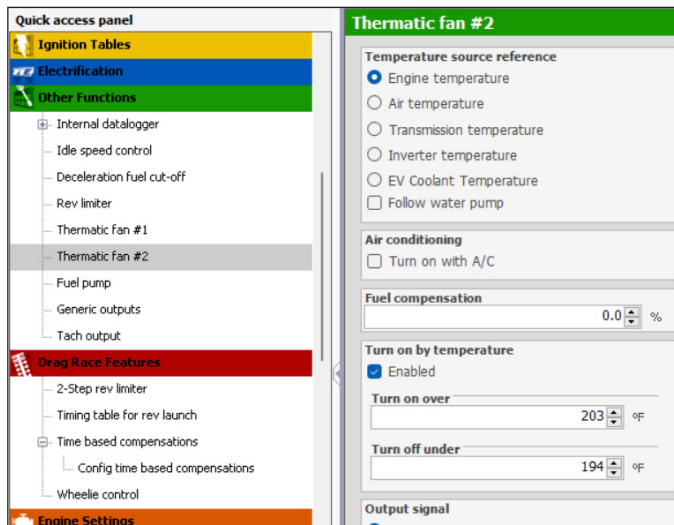 Quick access panel
Ignition Tables
Electrification
Other Functions
Internal datalogger
Idle speed control
Deceleration fuel cut-off
Rev limiter
Thermatic fan #1
Thermatic fan #2
Fuel pump
Generic outputs
Tach output
Drag Race Features
2-Step rev limiter
Timing table for rev launch
Time based compensations
Config time based compensations
Wheelie control
Engine Settings
Thermatic fan #2
Temperature source reference
Engine temperature
Air temperature
Transmission temperature
Inverter temperature
EV Coolant Temperature
Follow water pump
Air conditioning
Turn on with A/C
Fuel compensation
0.0 %
Turn on by temperature
Enabled
Turn on over
203 ºF
Turn off under
194 ºF
Output signal